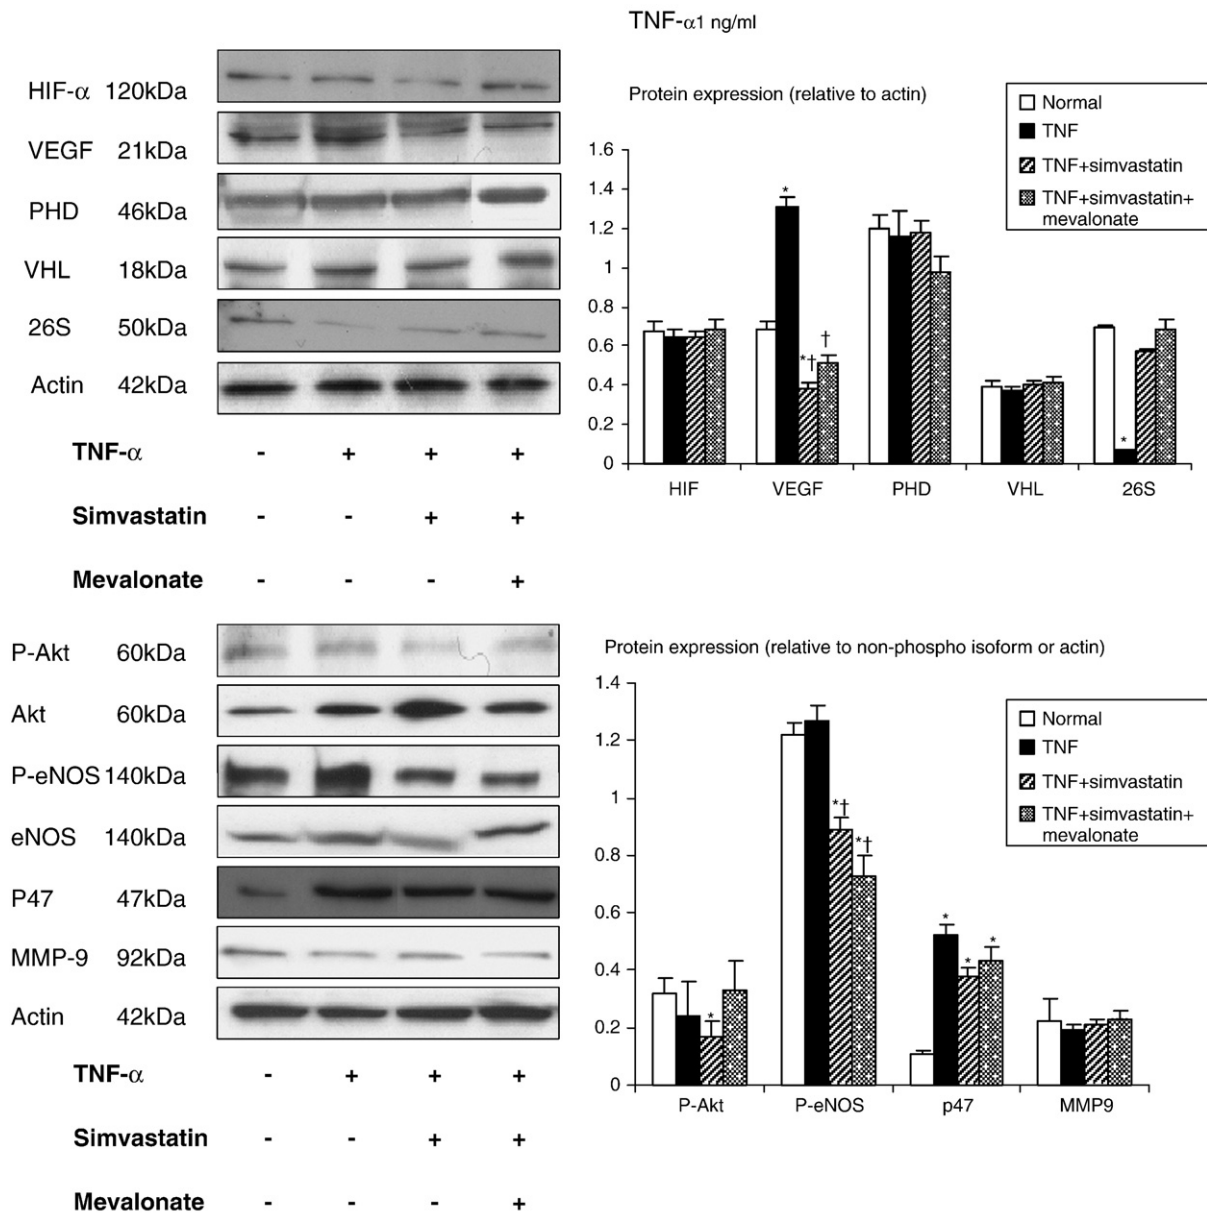 TNF-α1 ng/ml
HIF-α 120kDa
VEGF 21kDa
PHD 46kDa
VHL 18kDa
26S 50kDa
Actin 42kDa
TNF-α - + + +
Simvastatin - - + +
Mevalonate - - - +
Protein expression (relative to actin)
Normal
TNF
TNF+simvastatin
TNF+simvastatin+
mevalonate
1.6
1.4
1.2
1
0.8
0.6
0.4
0.2
0
*
*†
†
*
HIF VEGF PHD VHL 26S
P-Akt 60kDa
Akt 60kDa
P-eNOS 140kDa
eNOS 140kDa
P47 47kDa
MMP-9 92kDa
Actin 42kDa
TNF-α - + + +
Simvastatin - - + +
Mevalonate - - - +
Protein expression (relative to non-phospho isoform or actin)
Normal
TNF
TNF+simvastatin
TNF+simvastatin+
mevalonate
1.4
1.2
1
0.8
0.6
0.4
0.2
0
*
*†
*†
*
*
*
P-Akt P-eNOS p47 MMP9